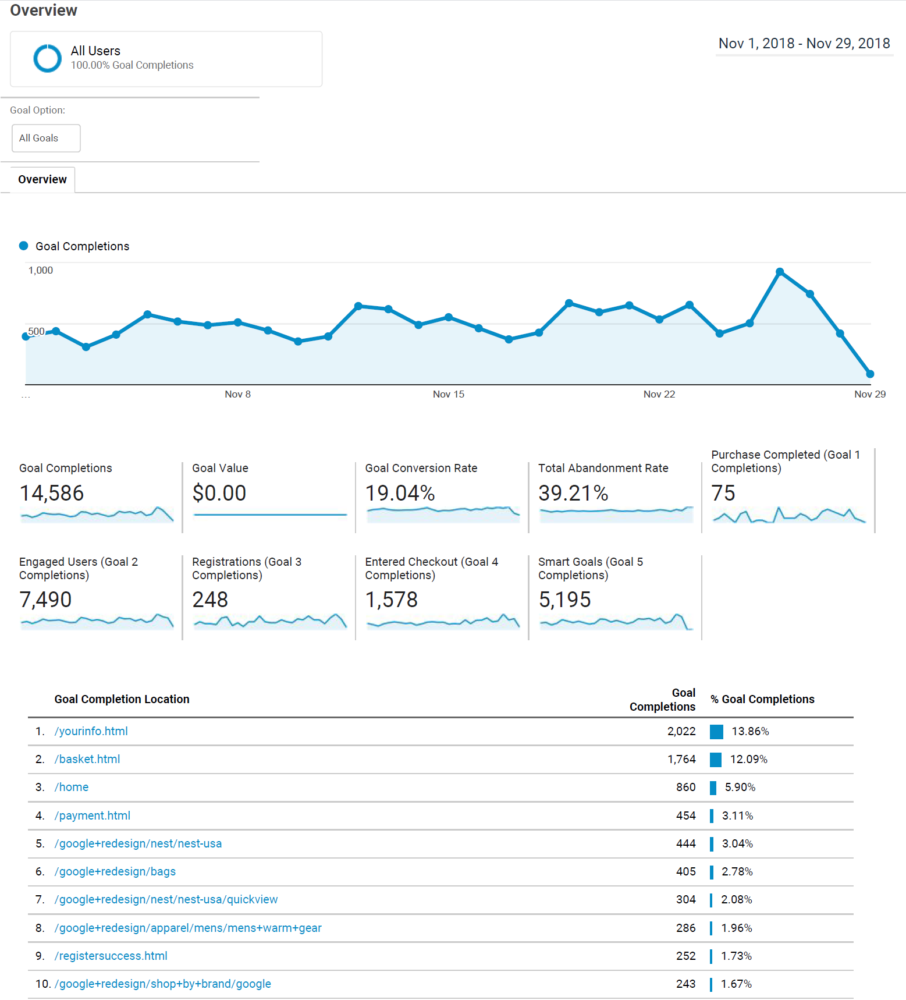 Overview
All Users
100.00% Goal Completions
Nov 1, 2018 - Nov 29, 2018
Goal Option:
All Goals
Overview
Goal Completions
1,000
500
...
Nov 8
Nov 15
Nov 22
Nov 29
Goal Completions
14,586
Goal Value
$0.00
Goal Conversion Rate
19.04%
Total Abandonment Rate
39.21%
Purchase Completed (Goal 1
Completions)
75
Engaged Users (Goal 2
Completions)
7,490
Registrations (Goal 3
Completions)
248
Entered Checkout (Goal 4
Completions)
1,578
Smart Goals (Goal 5
Completions)
5,195
Goal Completion Location
Goal
Completions
% Goal Completions
1. /yourinfo.html 2,022 13.86%
2. /basket.html 1,764 12.09%
3. /home 860 5.90%
4. /payment.html 454 3.11%
5. /google+redesign/nest/nest-usa 444 3.04%
6. /google+redesign/bags 405 2.78%
7. /google+redesign/nest/nest-usa/quickview 304 2.08%
8. /google+redesign/apparel/mens/mens+warm+gear 286 1.96%
9. /registersuccess.html 252 1.73%
10. /google+redesign/shop+by+brand/google 243 1.67%